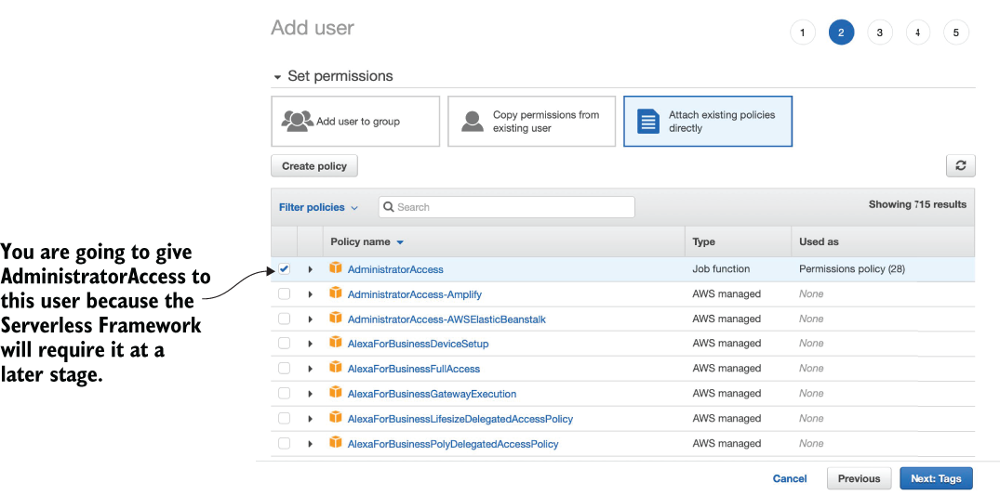 Add user
1 2 3 4 5
Set permissions
Add user to group
Copy permissions from
existing user
Attach existing policies
directly
Create policy
Filter policies
Search
Showing 715 results
Policy name
Type
Used as
You are going to give
AdministratorAccess to
this user because the
Serverless Framework
will require it at a
later stage.
AdministratorAccess Job function Permissions policy (28)
AdministratorAccess-Amplify AWS managed None
AdministratorAccess-AWSElasticBeanstalk AWS managed None
AlexaForBusinessDeviceSetup AWS managed None
AlexaForBusinessFullAccess AWS managed None
AlexaForBusinessGatewayExecution AWS managed None
AlexaForBusinessLifesizeDelegatedAccessPolicy AWS managed None
AlexaForBusinessPolyDelegatedAccessPolicy AWS managed None
Cancel
Previous
Next: Tags